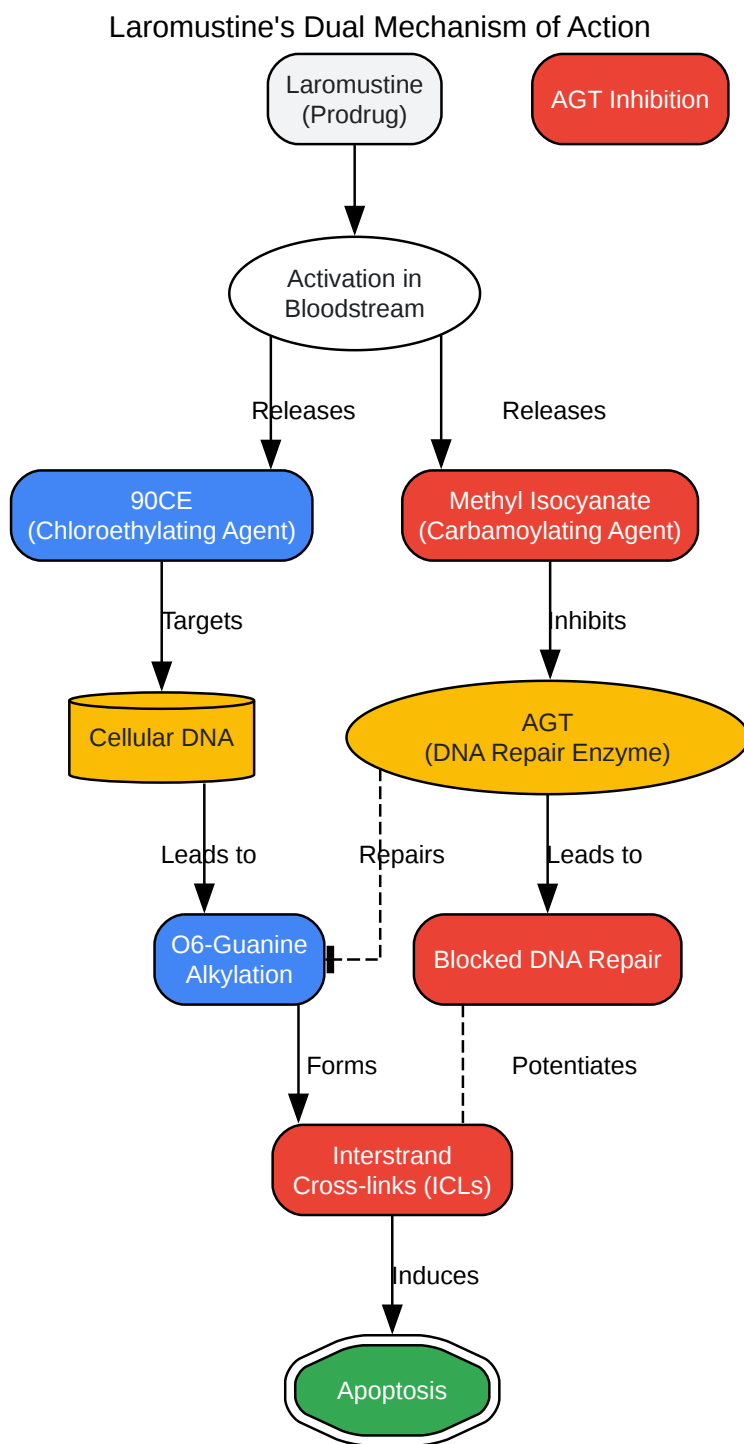 Laromustine's Dual Mechanism of Action
Laromustine
(Prodrug)
AGT Inhibition
Activation in
Bloodstream
Releases
Releases
90CE
(Chloroethylating Agent)
Methyl Isocyanate
(Carbamoylating Agent)
Targets
Inhibits
Cellular DNA
AGT
(DNA Repair Enzyme)
Leads to
Repairs
Leads to
O6-Guanine
Alkylation
Blocked DNA Repair
Forms
Potentiates
Interstrand
Cross-links (ICLs)
Induces
Apoptosis